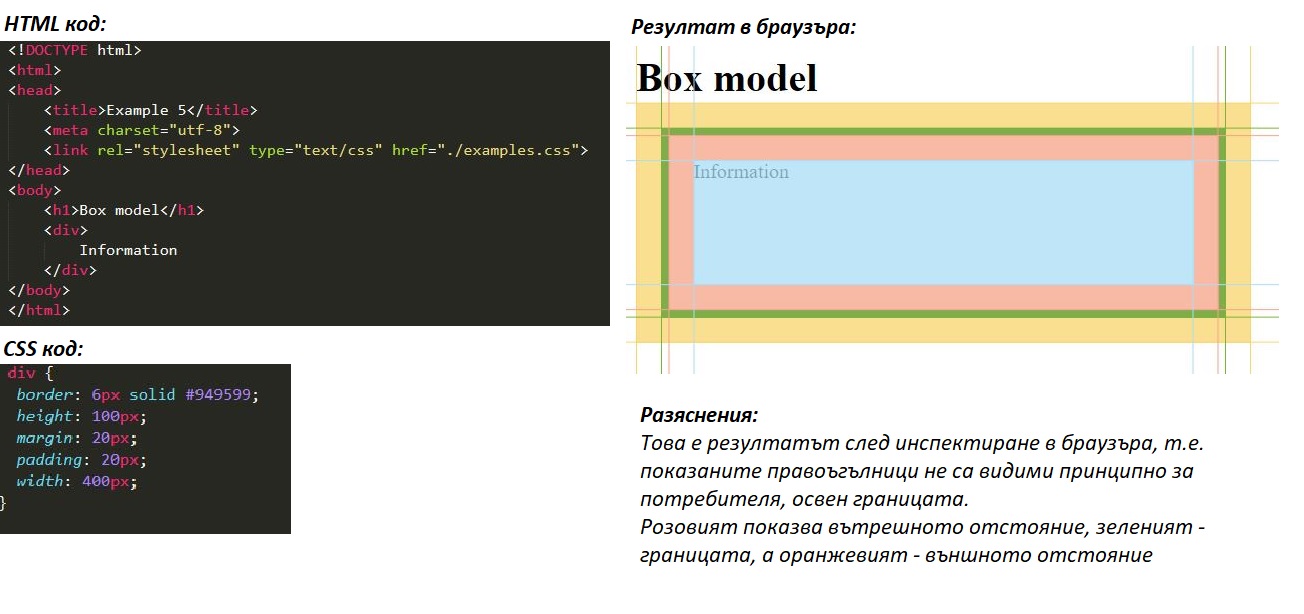 HTML код:
<!DOCTYPE html>
<html>
<head>
    <title>Example 5</title>
    <meta charset="utf-8">
    <link rel="stylesheet" type="text/css" href="./examples.css">
</head>
<body>
    <h1>Box model</h1>
    <div>
        Information
    </div>
</body>
</html>
CSS код:
div {
 border: 6px solid #949599;
 height: 100px;
 margin: 20px;
 padding: 20px;
 width: 400px;
}
Резултат в браузъра:
Box model
Information
Разяснения:
Това е резултатът след инспектиране в браузъра, т.е.
показаните правоъгълници не са видими принципно за
потребителя, освен границата.
Розовият показва вътрешното отстояние, зеленият -
границата, а оранжевият - външното отстояние